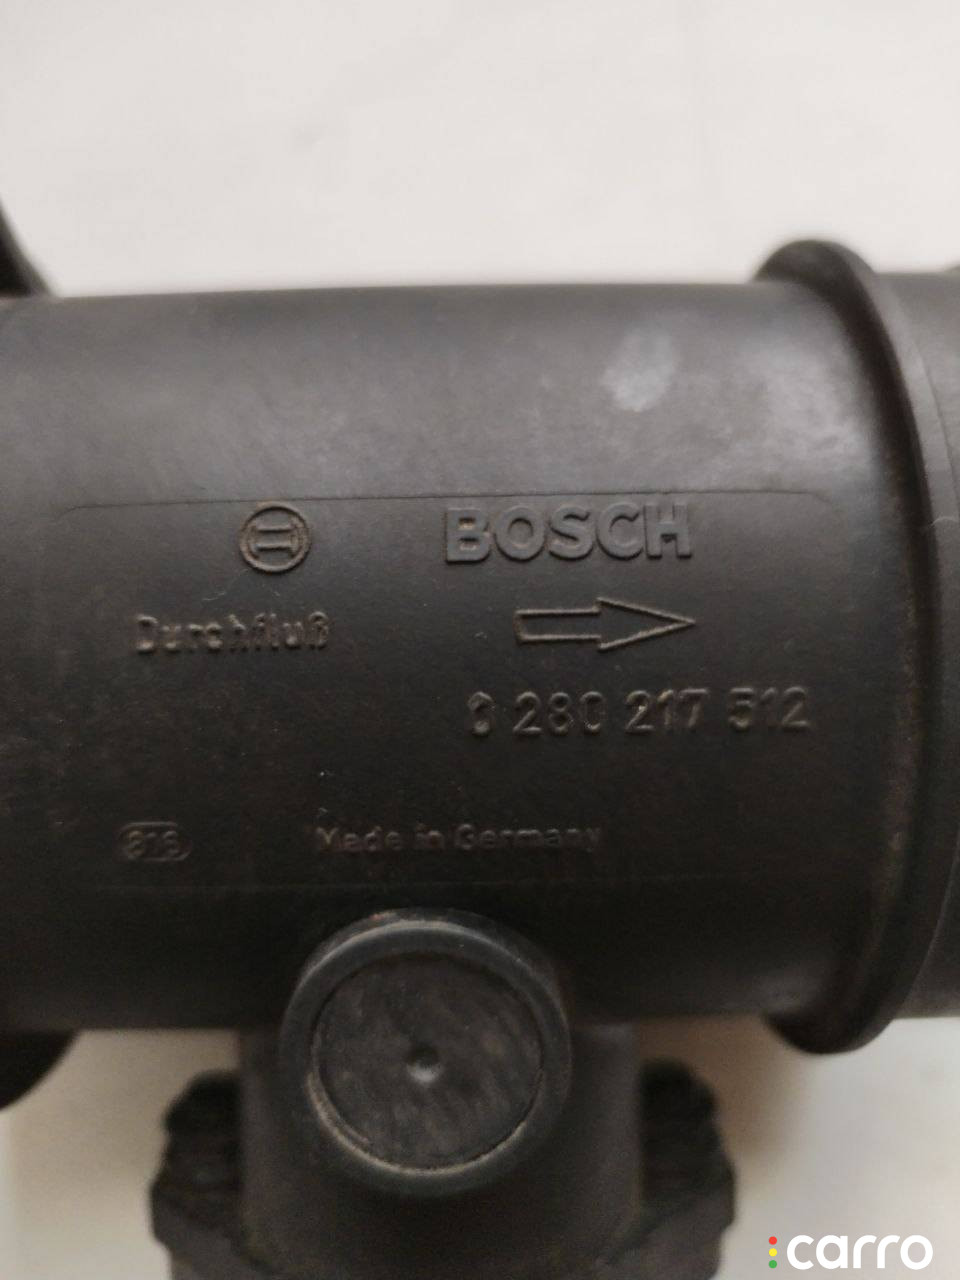 BOSCH
Durchfluß
0 280 217 512
Made in Germany
carro